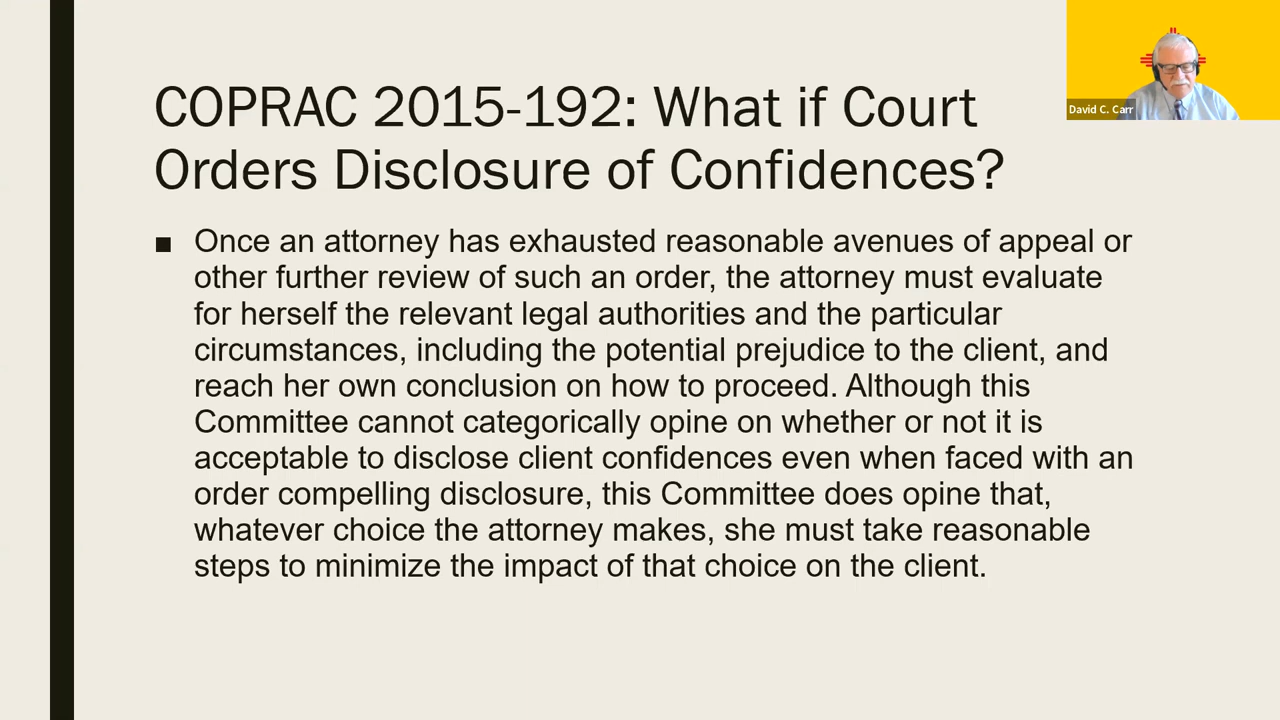 COPRAC 2015-192: What if Court
Orders Disclosure of Confidences?
David C. Carr
■ Once an attorney has exhausted reasonable avenues of appeal or
other further review of such an order, the attorney must evaluate
for herself the relevant legal authorities and the particular
circumstances, including the potential prejudice to the client, and
reach her own conclusion on how to proceed. Although this
Committee cannot categorically opine on whether or not it is
acceptable to disclose client confidences even when faced with an
order compelling disclosure, this Committee does opine that,
whatever choice the attorney makes, she must take reasonable
steps to minimize the impact of that choice on the client.